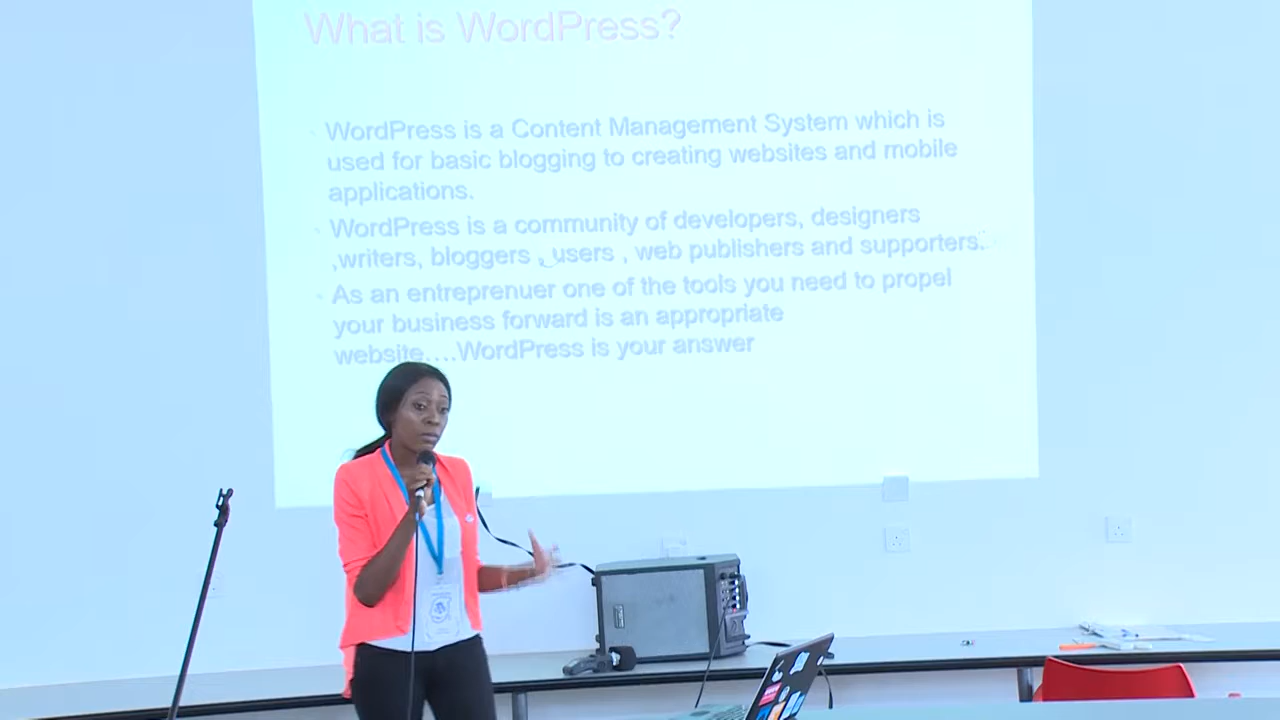 What is WordPress?
WordPress is a Content Management System which is
used for basic blogging to creating websites and mobile
applications.
WordPress is a community of developers, designers
,writers, bloggers , users , web publishers and supporters.
As an entreprenuer one of the tools you need to propel
your business forward is an appropriate
website....WordPress is your answer